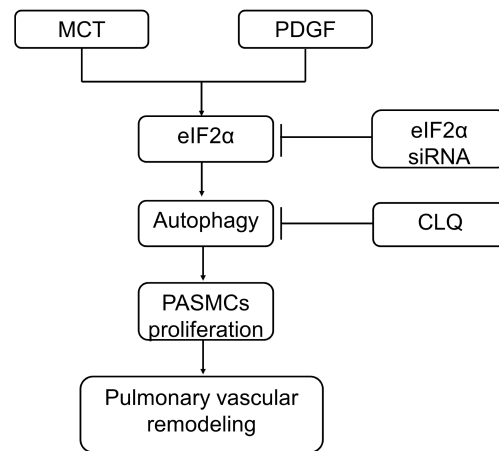 MCT
PDGF
eIF2α
eIF2α
siRNA
Autophagy
CLQ
PASMCs
proliferation
Pulmonary vascular
remodeling